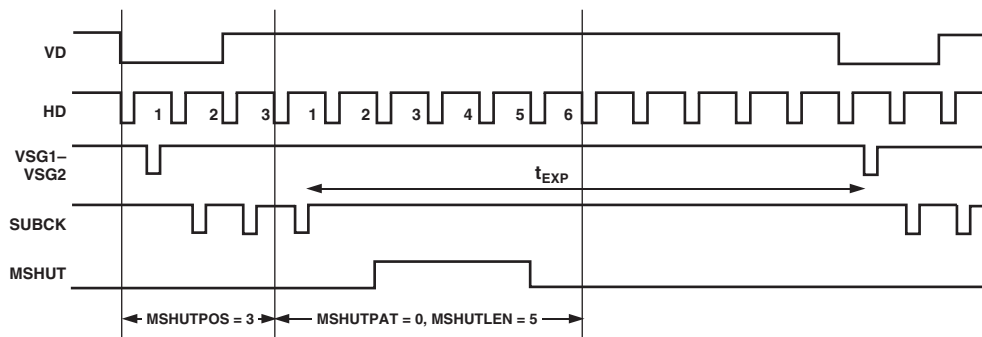 VD
HD
1 2 3 1 2 3 4 5 6
VSG1–
VSG2
tEXP
SUBCK
MSHUT
MSHUTPOS = 3
MSHUTPAT = 0, MSHUTLEN = 5